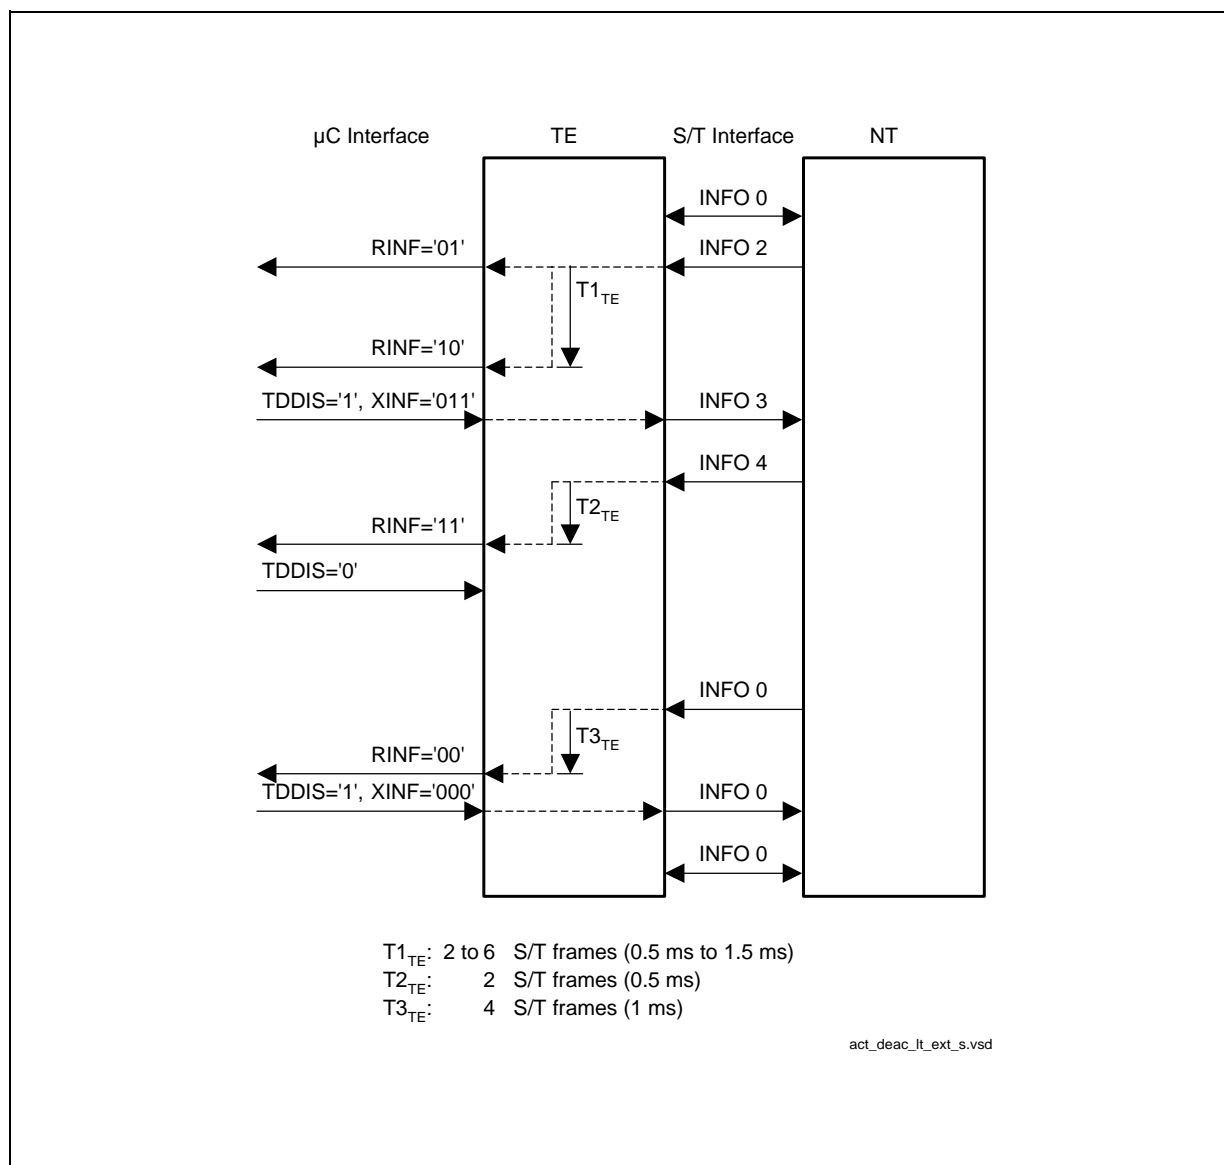 µC Interface TE S/T Interface NT
INFO 0
RINF='01' INFO 2
T1TE
RINF='10'
TDDIS='1', XINF='011' INFO 3
INFO 4
T2TE
RINF='11'
TDDIS='0'
INFO 0
T3TE
RINF='00'
TDDIS='1', XINF='000' INFO 0
INFO 0
T1TE: 2 to 6 S/T frames (0.5 ms to 1.5 ms)
T2TE: 2 S/T frames (0.5 ms)
T3TE: 4 S/T frames (1 ms)
act_deac_lt_ext_s.vsd